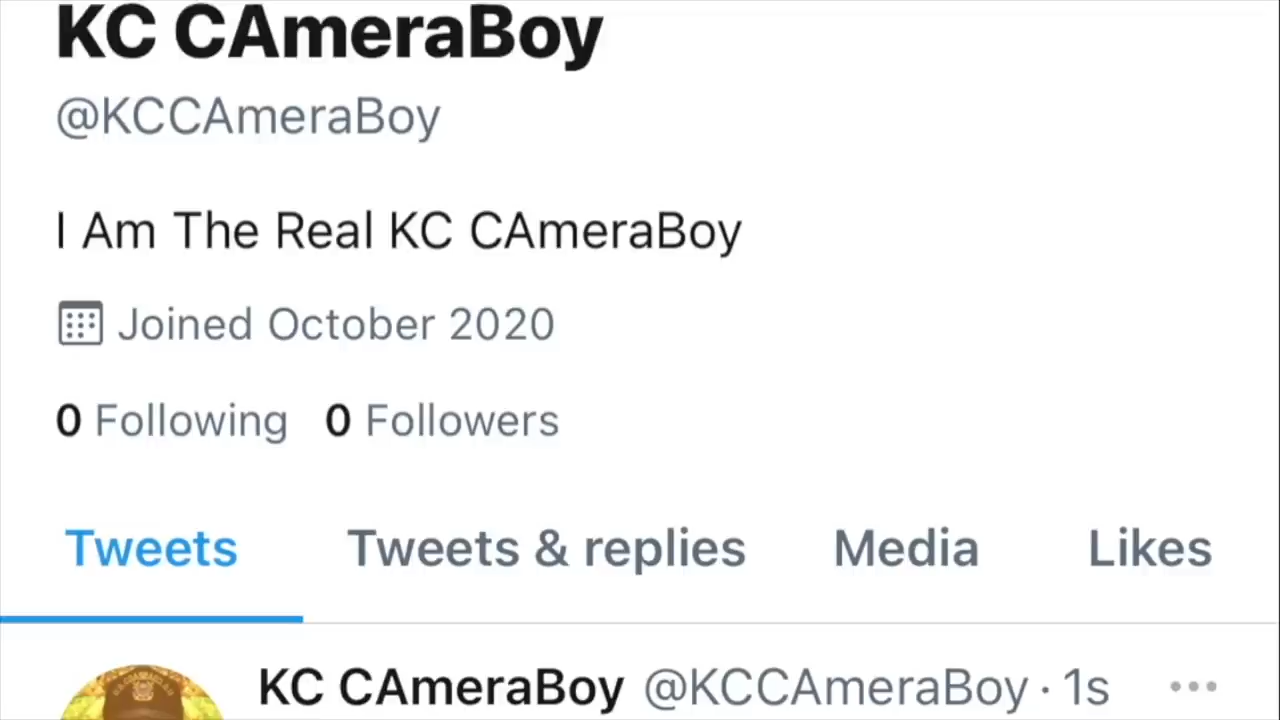 KC CAmeraBoy
@KCCAmeraBoy
I Am The Real KC CAmeraBoy
Joined October 2020
0 Following 0 Followers
Tweets Tweets & replies Media Likes
KC CAmeraBoy @KCCAmeraBoy · 1s